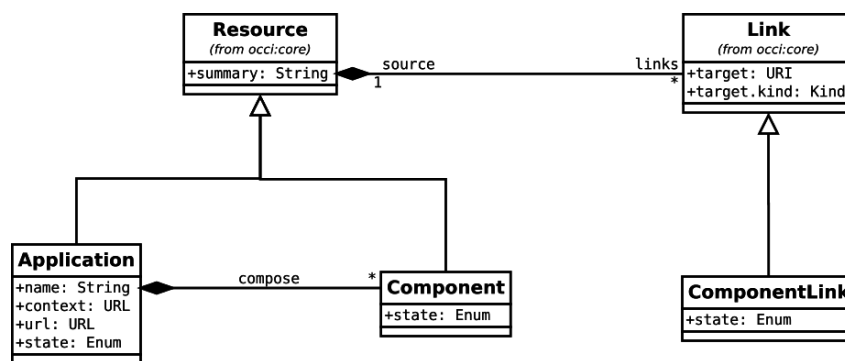 Resource
(from occi:core)
+summary: String
source
1
links
*
Link
(from occi:core)
+target: URI
+target.kind: Kind
Application
+name: String
+context: URL
+url: URL
+state: Enum
compose
*
Component
+state: Enum
ComponentLink
+state: Enum